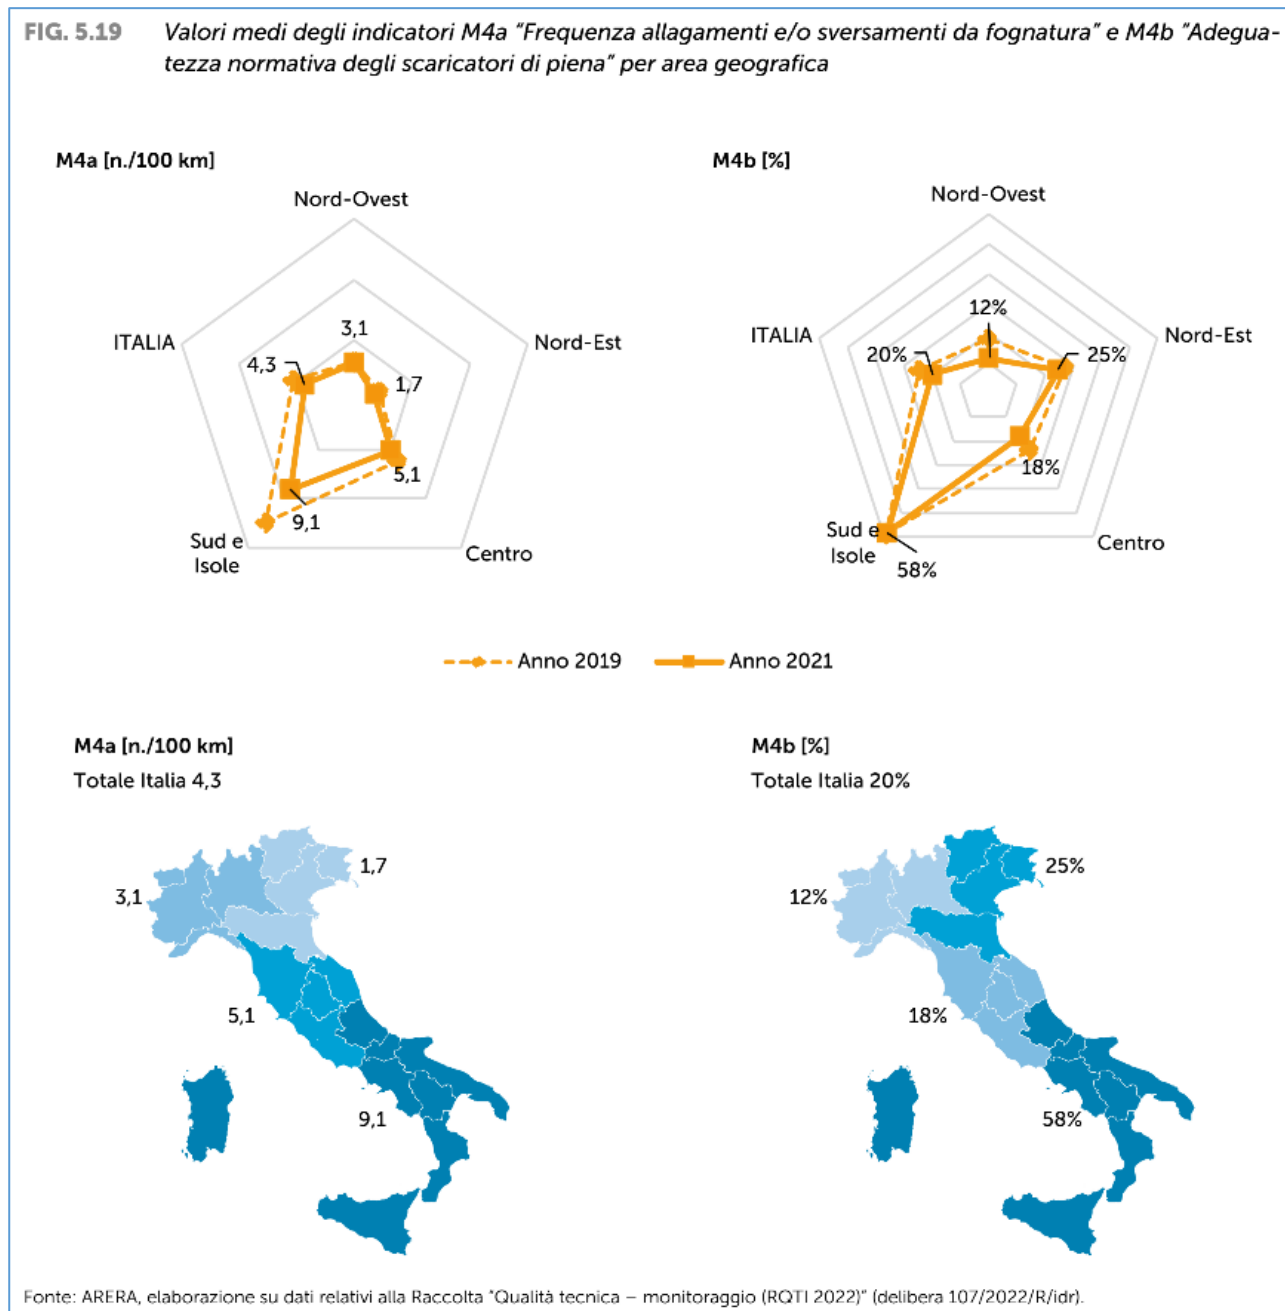 FIG. 5.19 Valori medi degli indicatori M4a “Frequenza allagamenti e/o sversamenti da fognatura” e M4b “Adegua-
tezza normativa degli scaricatori di piena” per area geografica
M4a [n./100 km]
Nord-Ovest
3,1
ITALIA
Nord-Est
4,3
1,7
5,1
9,1
Sud e
Isole
Centro
M4b [%]
Nord-Ovest
12%
ITALIA
Nord-Est
20%
25%
18%
Sud e
Isole
Centro
58%
Anno 2019 Anno 2021
M4a [n./100 km]
Totale Italia 4,3
1,7
3,1
5,1
9,1
M4b [%]
Totale Italia 20%
25%
12%
18%
58%
Fonte: ARERA, elaborazione su dati relativi alla Raccolta “Qualità tecnica – monitoraggio (RQTI 2022)” (delibera 107/2022/R/idr).